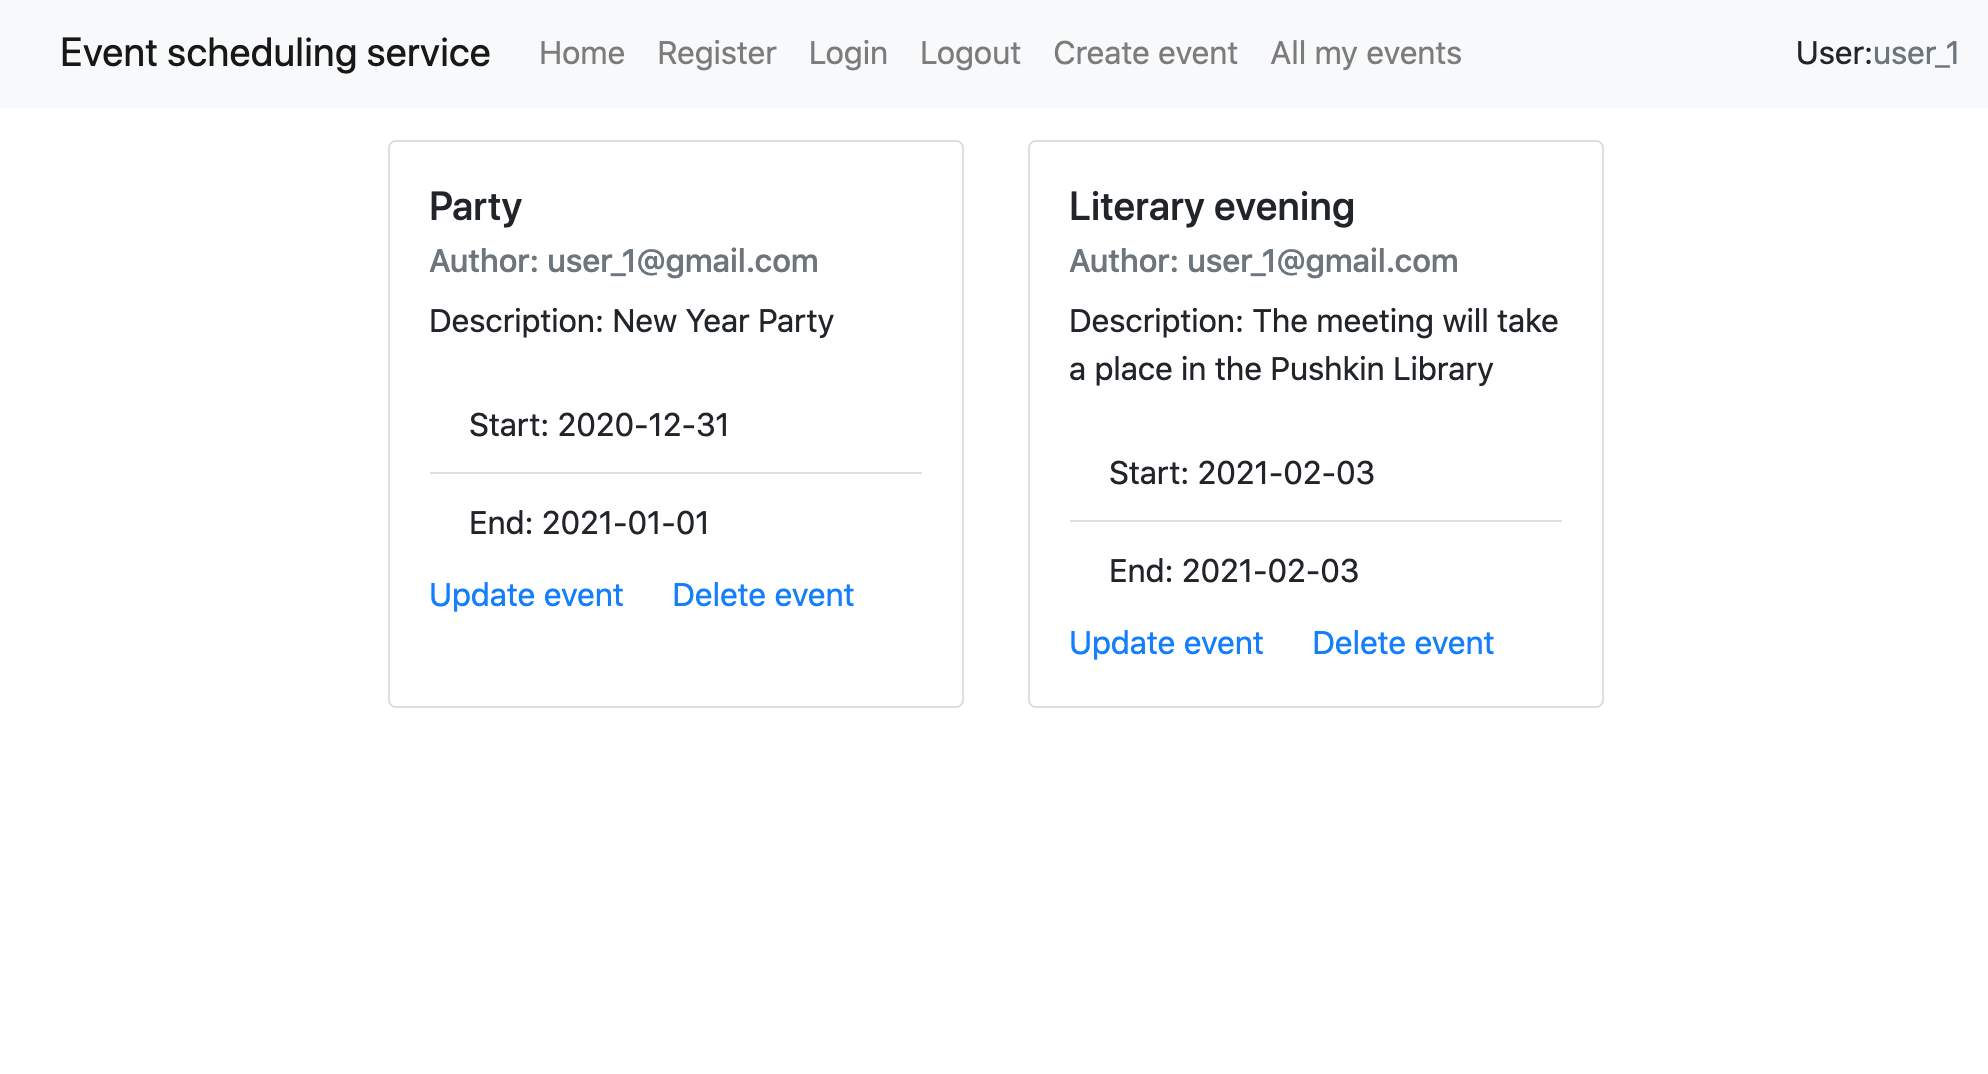 Event scheduling service Home Register Login Logout Create event All my events User:user_1
Party
Author: user_1@gmail.com
Description: New Year Party
Start: 2020-12-31
End: 2021-01-01
Update event Delete event
Literary evening
Author: user_1@gmail.com
Description: The meeting will take
a place in the Pushkin Library
Start: 2021-02-03
End: 2021-02-03
Update event Delete event